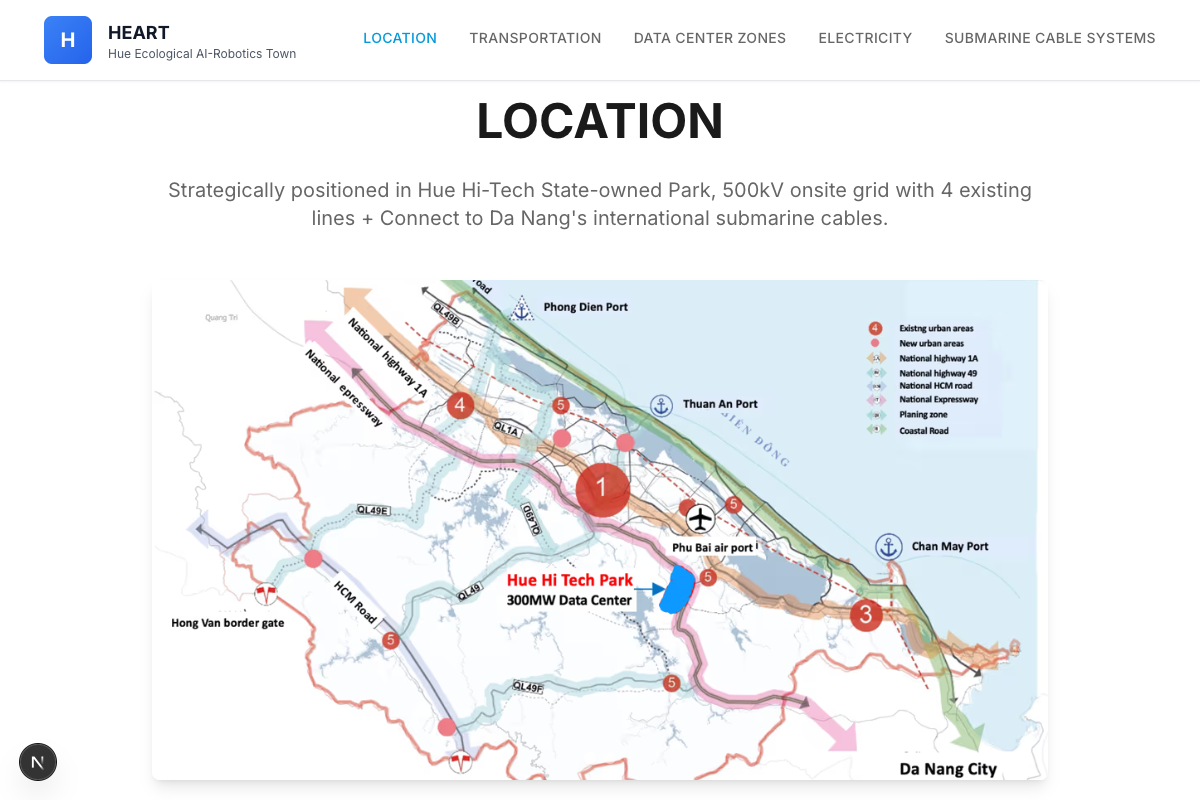 H
HEART
Hue Ecological AI-Robotics Town
LOCATION
TRANSPORTATION
DATA CENTER ZONES
ELECTRICITY
SUBMARINE CABLE SYSTEMS
LOCATION
Strategically positioned in Hue Hi-Tech State-owned Park, 500kV onsite grid with 4 existing
lines + Connect to Da Nang's international submarine cables.
Quang Tri
National highway 1A
National epressway
QL49B
oad
Phong Dien Port
4
Existng urban areas
New urban areas
National highway 1A
National highway 49
National HCM road
National Expressway
Planing zone
Coastal Road
Thuan An Port
BIỂN ĐÔNG
4
5
QL1A
1
5
QL49E
QL49D
Phu Bai air port
Chan May Port
Hue Hi Tech Park
300MW Data Center
5
QL49
HCM Road
3
Hong Van border gate
5
QL49F
5
Da Nang City
N